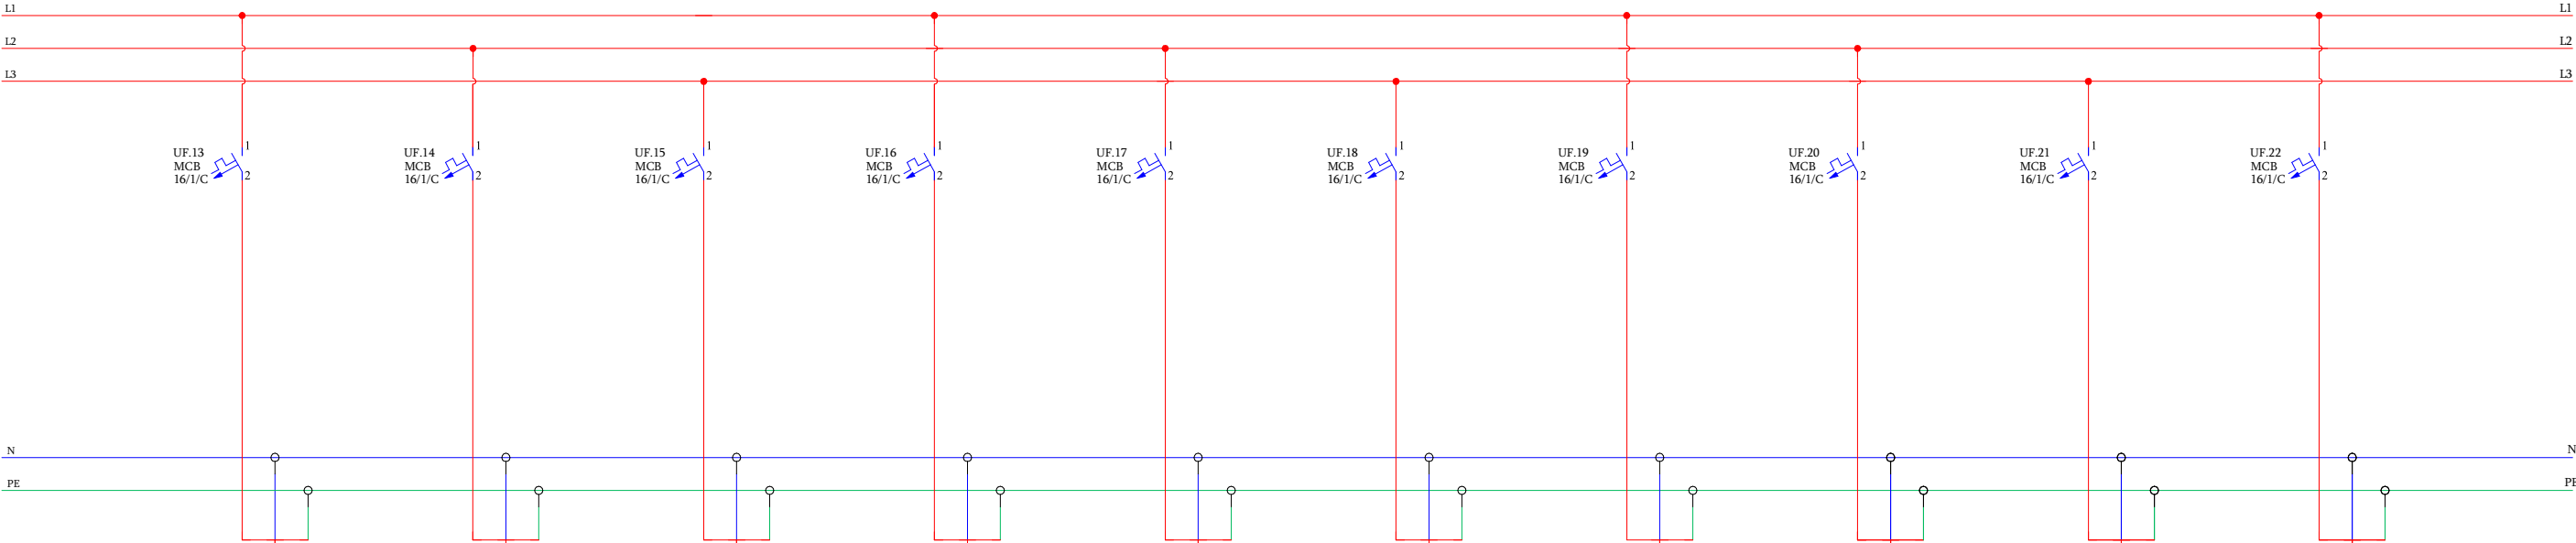 L1 L1
L2 L2
L3 L3
1 1 1 1 1 1 1 1 1 1
UF.13 UF.14 UF.15 UF.16 UF.17 UF.18 UF.19 UF.20 UF.21 UF.22
MCB MCB MCB MCB MCB MCB MCB MCB MCB MCB
16/1/C 2 16/1/C 2 16/1/C 2 16/1/C 2 16/1/C 2 16/1/C 2 16/1/C 2 16/1/C 2 16/1/C 2 16/1/C 2
N N
PE PE